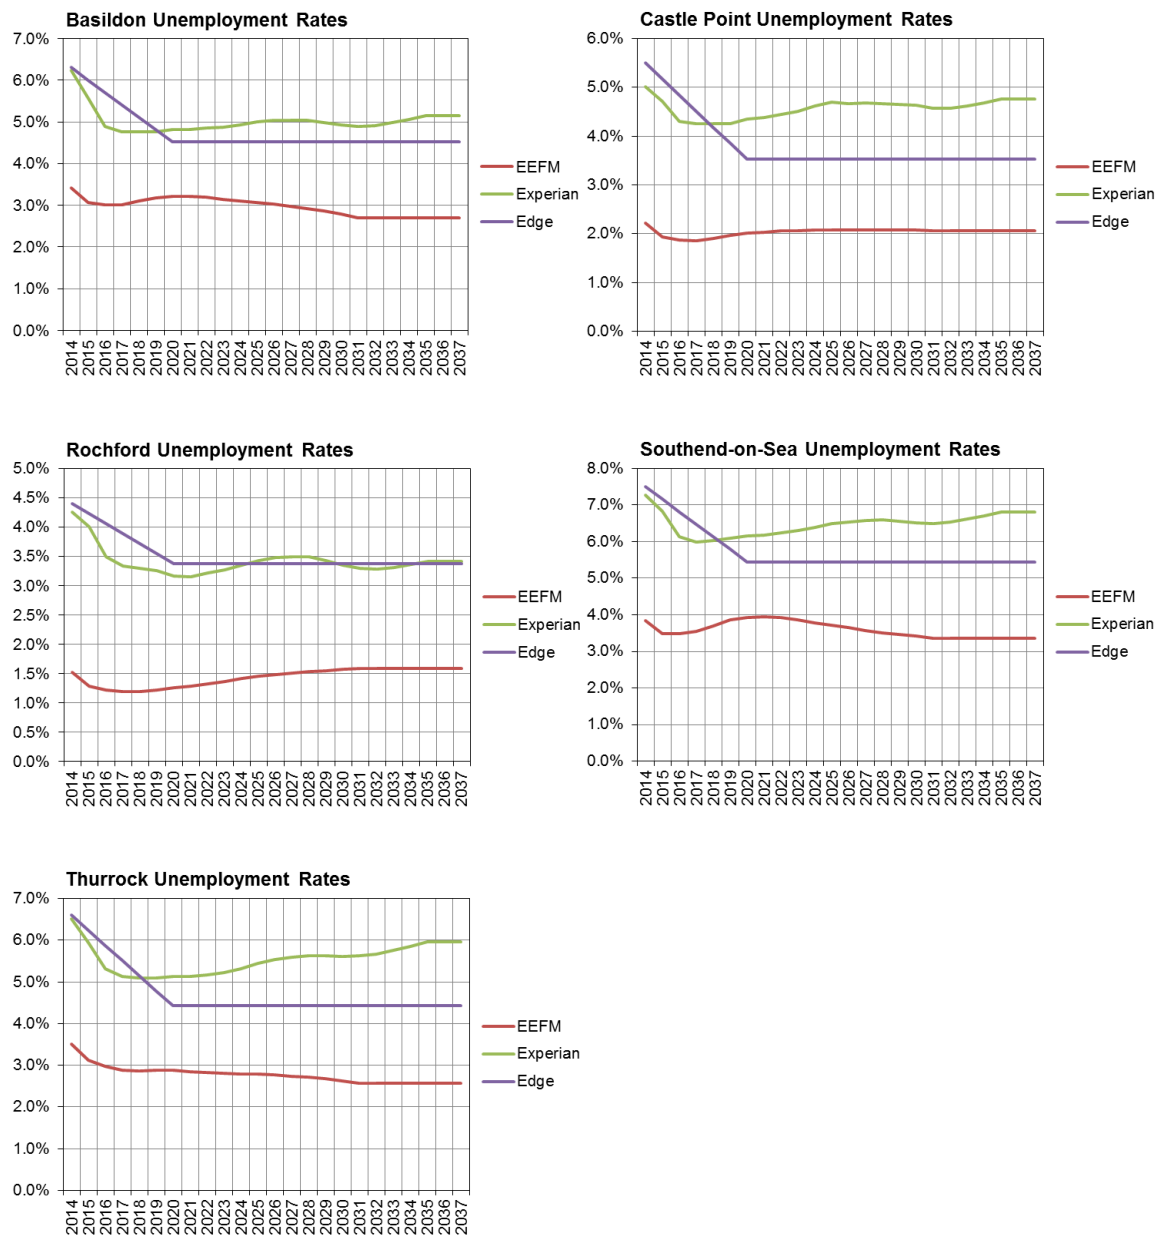 Basildon Unemployment Rates
7.0%
6.0%
5.0%
4.0%
3.0%
2.0%
1.0%
0.0%
2014 2015 2016 2017 2018 2019 2020 2021 2022 2023 2024 2025 2026 2027 2028 2029 2030 2031 2032 2033 2034 2035 2036 2037
EEFM
Experian
Edge
Castle Point Unemployment Rates
6.0%
5.0%
4.0%
3.0%
2.0%
1.0%
0.0%
2014 2015 2016 2017 2018 2019 2020 2021 2022 2023 2024 2025 2026 2027 2028 2029 2030 2031 2032 2033 2034 2035 2036 2037
EEFM
Experian
Edge
Rochford Unemployment Rates
5.0%
4.5%
4.0%
3.5%
3.0%
2.5%
2.0%
1.5%
1.0%
0.5%
0.0%
2014 2015 2016 2017 2018 2019 2020 2021 2022 2023 2024 2025 2026 2027 2028 2029 2030 2031 2032 2033 2034 2035 2036 2037
EEFM
Experian
Edge
Southend-on-Sea Unemployment Rates
8.0%
7.0%
6.0%
5.0%
4.0%
3.0%
2.0%
1.0%
0.0%
2014 2015 2016 2017 2018 2019 2020 2021 2022 2023 2024 2025 2026 2027 2028 2029 2030 2031 2032 2033 2034 2035 2036 2037
EEFM
Experian
Edge
Thurrock Unemployment Rates
7.0%
6.0%
5.0%
4.0%
3.0%
2.0%
1.0%
0.0%
2014 2015 2016 2017 2018 2019 2020 2021 2022 2023 2024 2025 2026 2027 2028 2029 2030 2031 2032 2033 2034 2035 2036 2037
EEFM
Experian
Edge